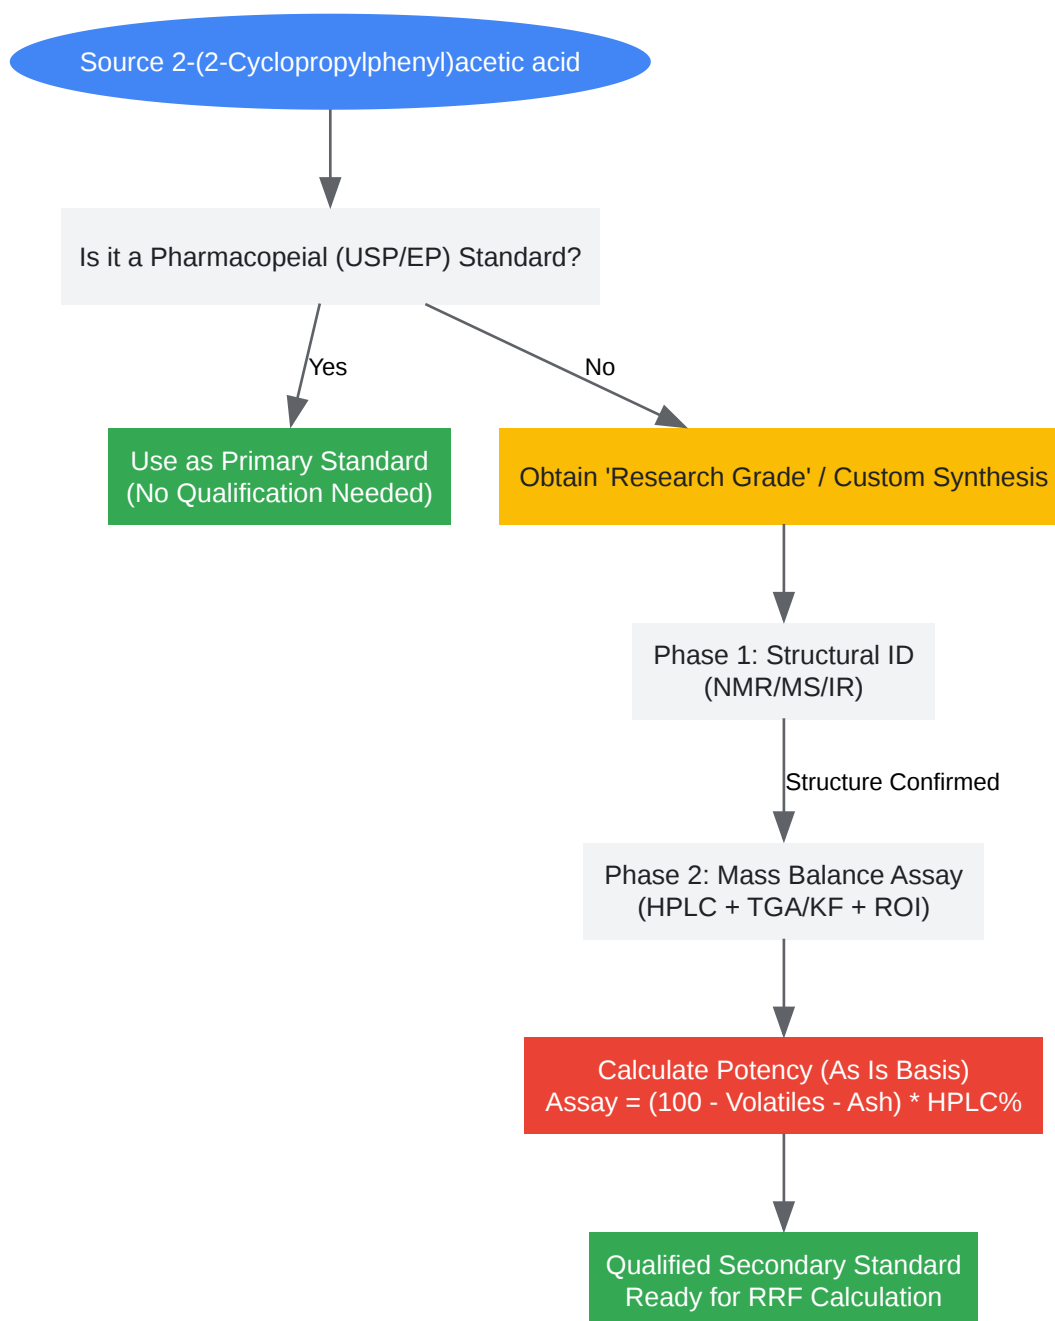 Source 2-(2-Cyclopropylphenyl)acetic acid
Is it a Pharmacopeial (USP/EP) Standard?
Yes
No
Use as Primary Standard
(No Qualification Needed)
Obtain 'Research Grade' / Custom Synthesis
Phase 1: Structural ID
(NMR/MS/IR)
Structure Confirmed
Phase 2: Mass Balance Assay
(HPLC + TGA/KF + ROI)
Calculate Potency (As Is Basis)
Assay = (100 - Volatiles - Ash) * HPLC%
Qualified Secondary Standard
Ready for RRF Calculation